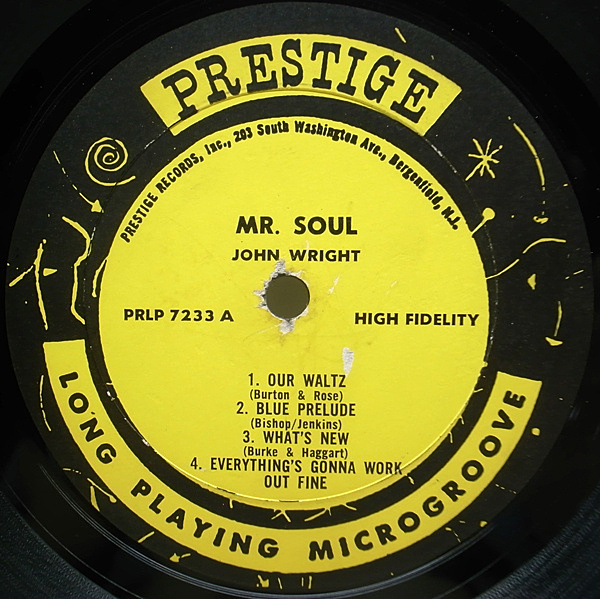 PRESTIGE
PRESTIGE RECORDS, Inc., 203 South Washington Ave., Bergenfield, N.J.
MR. SOUL
JOHN WRIGHT
PRLP 7233 A
HIGH FIDELITY
1. OUR WALTZ
(Burton & Rose)
2. BLUE PRELUDE
(Bishop/Jenkins)
3. WHAT'S NEW
(Burke & Haggart)
4. EVERYTHING'S GONNA WORK
OUT FINE
LONG PLAYING MICROGROOVE